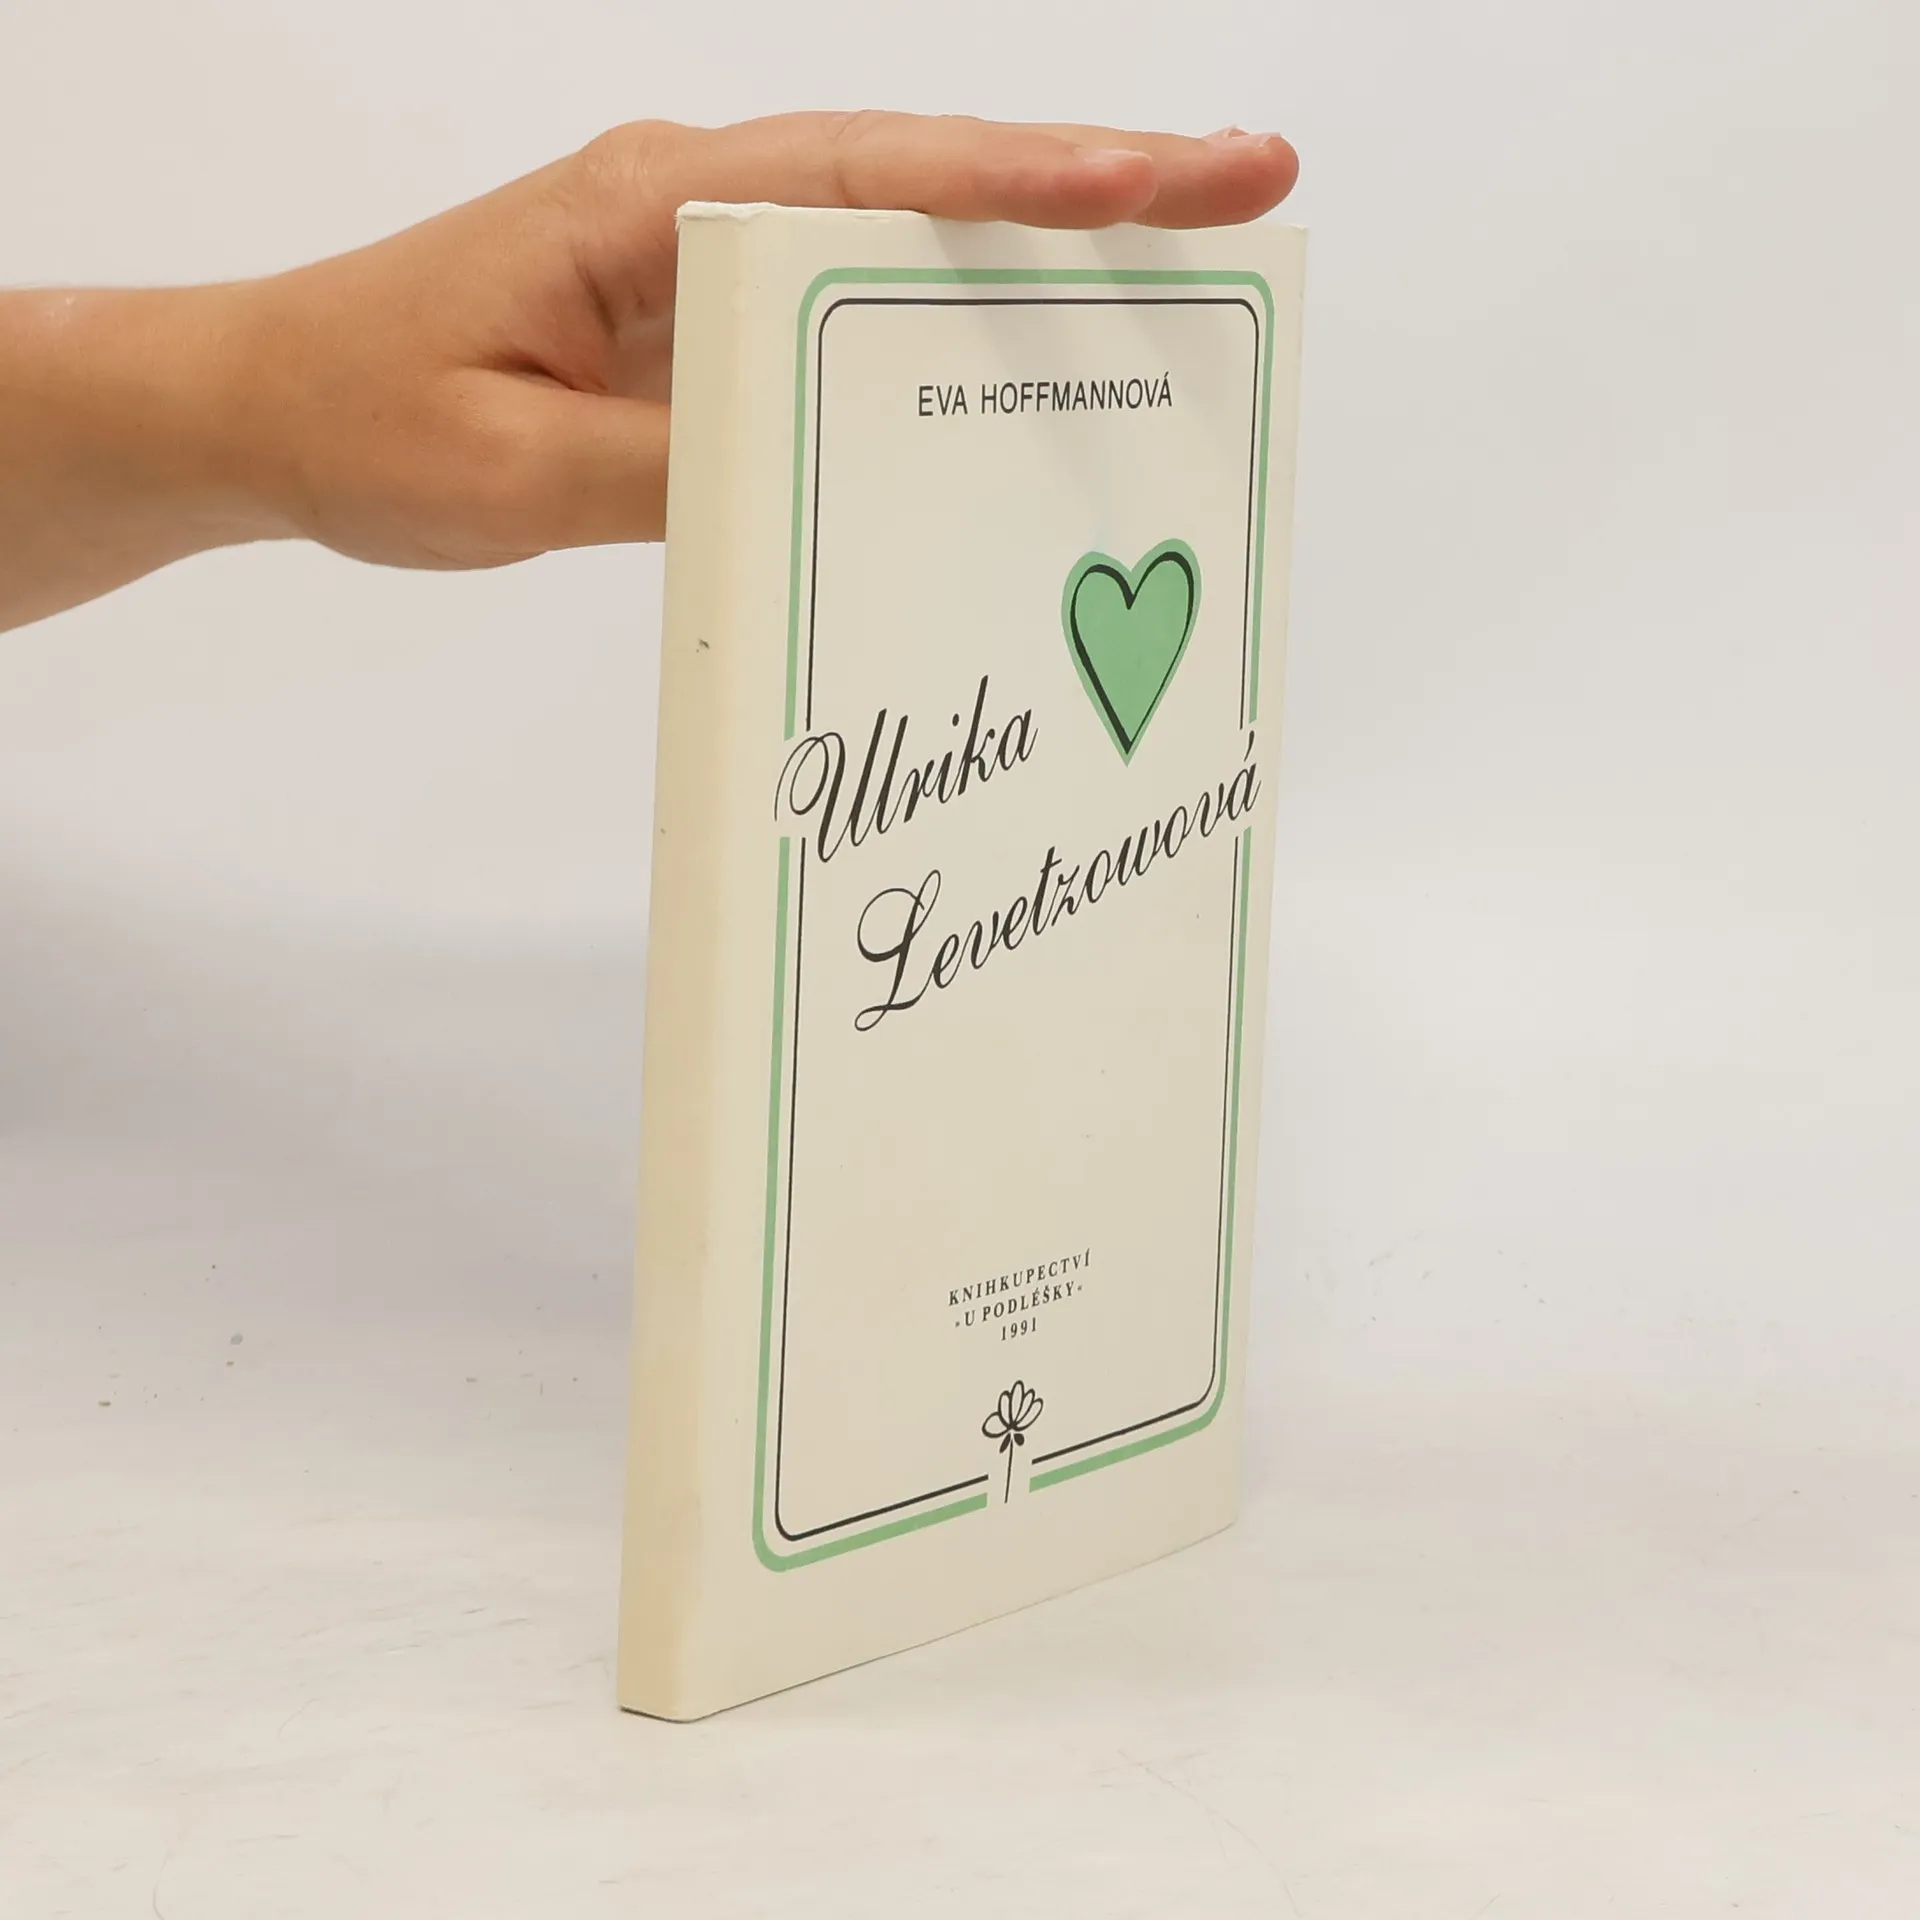 EVA HOFFMANNOVÁ
Ulrika
Levetzowová
KNIHKUPECTVÍ
»U PODLÉŠKY«
1991